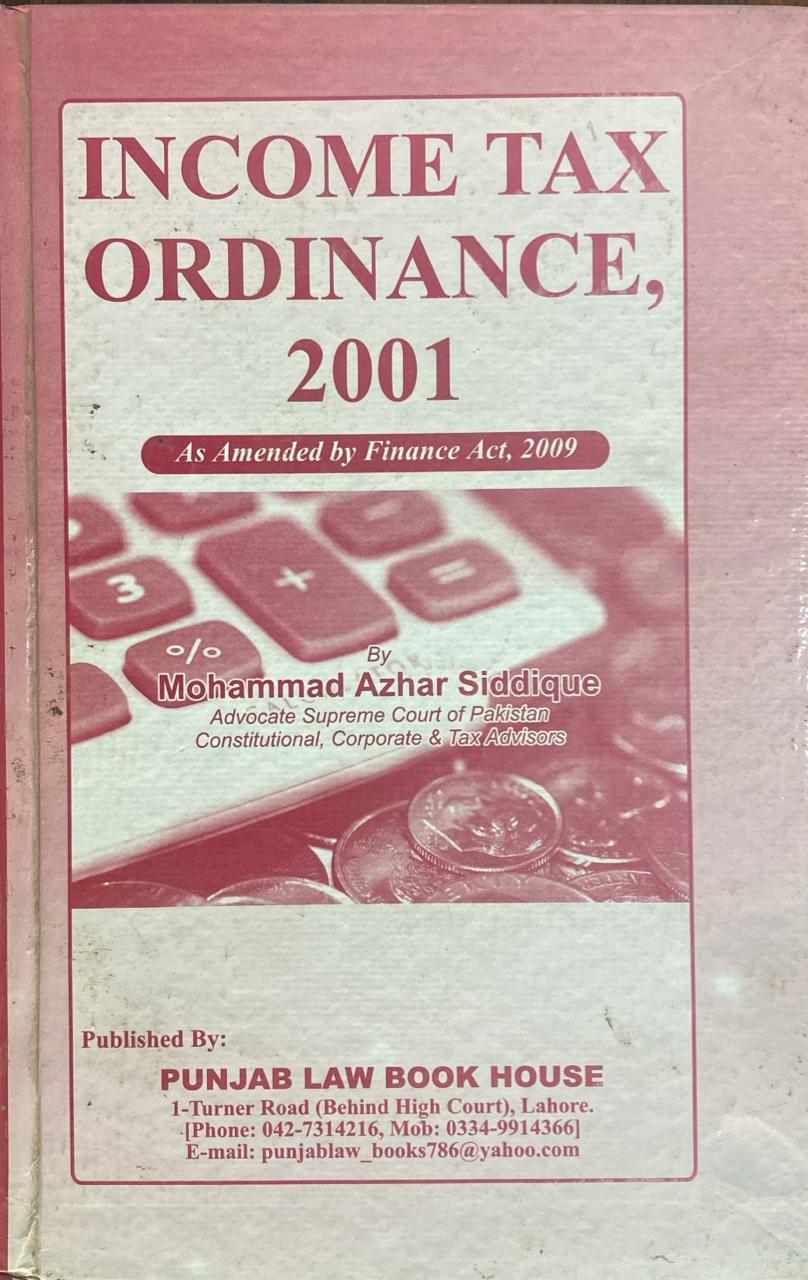 INCOME TAX
ORDINANCE,
2001
As Amended by Finance Act, 2009
3
+
=
%
By
Mohammad Azhar Siddique
Advocate Supreme Court of Pakistan
Constitutional, Corporate & Tax Advisors
Published By:
PUNJAB LAW BOOK HOUSE
1-Turner Road (Behind High Court), Lahore.
[Phone: 042-7314216, Mob: 0334-9914366]
E-mail: punjablaw_books786@yahoo.com